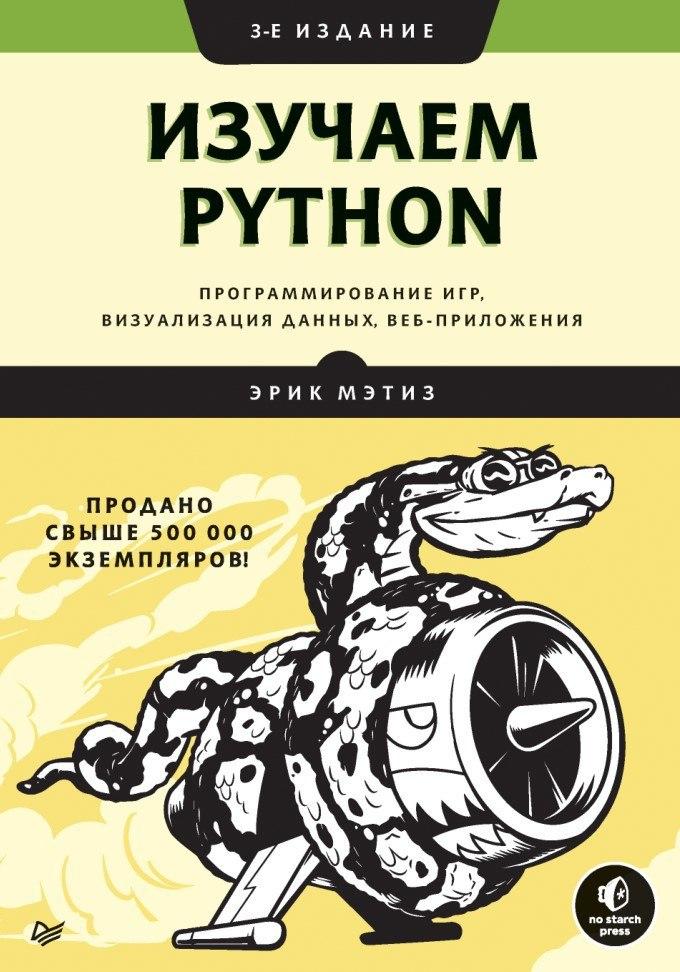 3-Е ИЗДАНИЕ
ИЗУЧАЕМ
PYTHON
ПРОГРАММИРОВАНИЕ ИГР,
ВИЗУАЛИЗАЦИЯ ДАННЫХ, ВЕБ-ПРИЛОЖЕНИЯ
ЭРИК МЭТИЗ
ПРОДАНО
СВЫШЕ 500 000
ЭКЗЕМПЛЯРОВ!
no starch
press